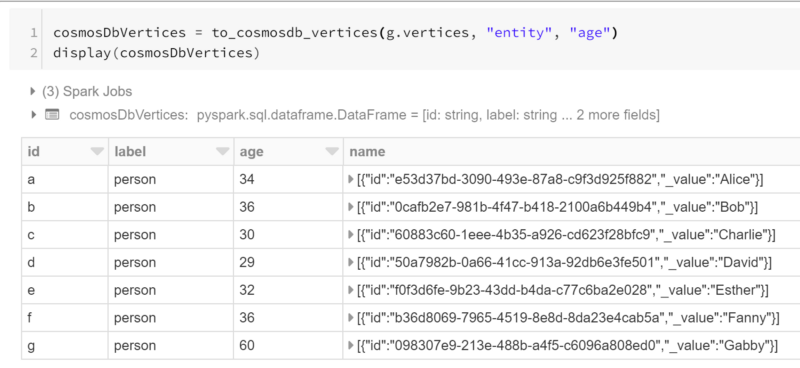 1 cosmosDbVertices = to_cosmosdb_vertices(g.vertices, "entity", "age")
2 display(cosmosDbVertices)
(3) Spark Jobs
cosmosDbVertices: pyspark.sql.dataframe.DataFrame = [id: string, label: string ... 2 more fields]
id label age name
a person 34 [{"id":"e53d37bd-3090-493e-87a8-c9f3d925f882","_value":"Alice"}]
b person 36 [{"id":"0cafb2e7-981b-4f47-b418-2100a6b449b4","_value":"Bob"}]
c person 30 [{"id":"60883c60-1eee-4b35-a926-cd623f28bfc9","_value":"Charlie"}]
d person 29 [{"id":"50a7982b-0a66-41cc-913a-92db6e3fe501","_value":"David"}]
e person 32 [{"id":"f0f3d6fe-9b23-43dd-b4da-c77c6ba2e028","_value":"Esther"}]
f person 36 [{"id":"b36d8069-7965-4519-8e8d-8da23e4cab5a","_value":"Fanny"}]
g person 60 [{"id":"098307e9-213e-488b-a4f5-c6096a808ed0","_value":"Gabby"}]